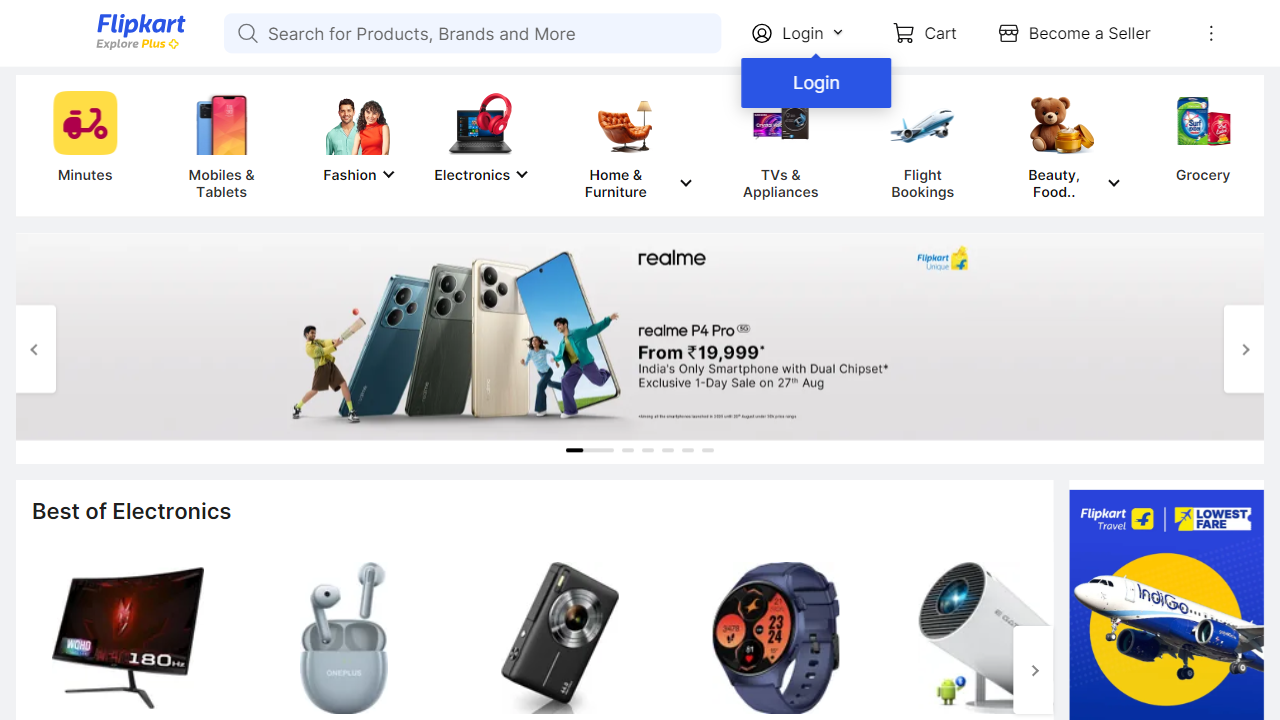 Flipkart
Explore Plus
Search for Products, Brands and More
Login
Cart
Become a Seller
Login
Minutes
Mobiles &
Tablets
Fashion
Electronics
Home &
Furniture
TVs &
Appliances
Flight
Bookings
Beauty,
Food..
Grocery
realme
Flipkart
Unique
realme P4 Pro 5G
From ₹19,999*
India's Only Smartphone with Dual Chipset*
Exclusive 1-Day Sale on 27th Aug
Best of Electronics
WQHD
180Hz
ONEPLUS
23
24
81
Flipkart
Travel
LOWEST
FARE
IndiGo